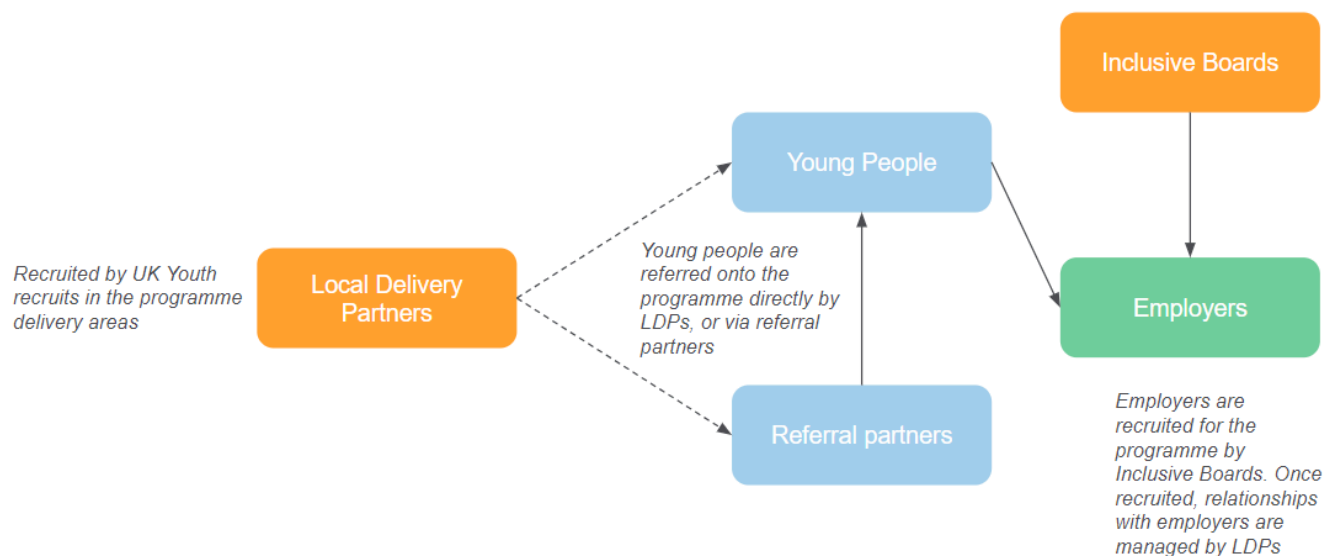 Inclusive Boards
Young People
Recruited by UK Youth
recruits in the programme
delivery areas
Local Delivery
Partners
Young people are
referred onto the
programme directly by
LDPs, or via referral
partners
Employers
Referral partners
Employers are
recruited for the
programme by
Inclusive Boards. Once
recruited, relationships
with employers are
managed by LDPs